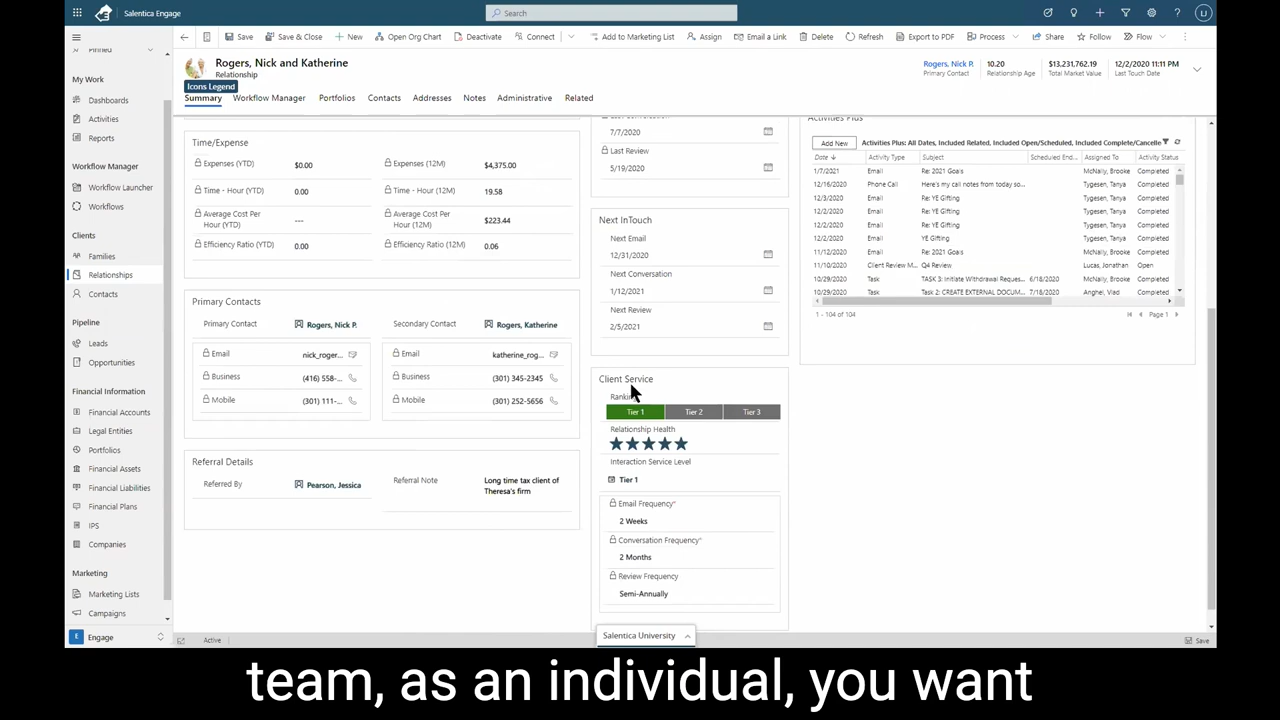 Salentica Engage
Search
Save
Save & Close
New
Open Org Chart
Deactivate
Connect
Add to Marketing List
Assign
Email a Link
Delete
Refresh
Export to PDF
Process
Share
Follow
Flow
Rogers, Nick and Katherine
Relationship
Icons Legend
Rogers, Nick P.
Primary Contact
10.20
Relationship Age
$13,231,762.19
Total Market Value
12/2/2020 11:11 PM
Last Touch Date
Summary
Workflow Manager
Portfolios
Contacts
Addresses
Notes
Administrative
Related
Pinned
My Work
Dashboards
Activities
Reports
Workflow Manager
Workflow Launcher
Workflows
Clients
Families
Relationships
Contacts
Pipeline
Leads
Opportunities
Financial Information
Financial Accounts
Legal Entities
Portfolios
Financial Assets
Financial Liabilities
Financial Plans
IPS
Companies
Marketing
Marketing Lists
Campaigns
E Engage
Time/Expense
Expenses (YTD) $0.00 Expenses (12M) $4,375.00
Time - Hour (YTD) 0.00 Time - Hour (12M) 19.58
Average Cost Per Hour (YTD) --- Average Cost Per Hour (12M) $223.44
Efficiency Ratio (YTD) 0.00 Efficiency Ratio (12M) 0.06
Primary Contacts
Primary Contact Rogers, Nick P. Secondary Contact Rogers, Katherine
Email nick_roger... Email katherine_rog...
Business (416) 558-... Business (301) 345-2345
Mobile (301) 111-... Mobile (301) 252-5656
Referral Details
Referred By Pearson, Jessica Referral Note Long time tax client of
Theresa's firm
Last Conversation
7/7/2020
Last Review
5/19/2020
Next InTouch
Next Email
12/31/2020
Next Conversation
1/12/2021
Next Review
2/5/2021
Client Service
Tier 1 Tier 2 Tier 3
Relationship Health
Interaction Service Level
Tier 1
Email Frequency*
2 Weeks
Conversation Frequency*
2 Months
Review Frequency
Semi-Annually
Activities Plus
Add New Activities Plus: All Dates, Included Related, Included Open/Scheduled, Included Complete/Cancelle
Date Activity Type Subject Scheduled End... Assigned To Activity Status
1/7/2021 Email Re: 2021 Goals McNally, Brooke Completed
12/16/2020 Phone Call Here's my call notes from today so... Tygesen, Tanya Completed
12/3/2020 Email Re: YE Gifting Tygesen, Tanya Completed
12/2/2020 Email Re: YE Gifting Tygesen, Tanya Completed
12/2/2020 Email YE Gifting Tygesen, Tanya Completed
12/2/2020 Email Re: 2021 Goals McNally, Brooke Completed
11/10/2020 Client Review M... Q4 Review Lucas, Jonathan Open
10/29/2020 Task TASK 3: Initiate Withdrawal Reques... 6/18/2020 McNally, Brooke Completed
10/29/2020 Task Task 2: CREATE EXTERNAL DOCUM... 7/18/2020 Anghel, Vlad Completed
1 - 104 of 104
Page 1
Active
Salentica University
Save
team, as an individual, you want